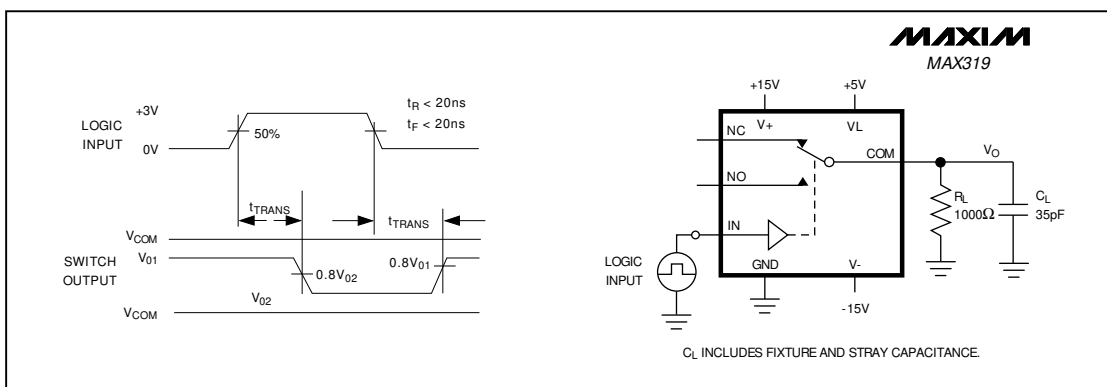 MAXIM
MAX319
+3V
LOGIC
INPUT
0V
50%
tR < 20ns
tF < 20ns
tTRANS
tTRANS
VCOM
V01
SWITCH
OUTPUT
0.8V02
0.8V01
V02
VCOM
+15V
+5V
V+
VL
NC
COM
VO
NO
RL
1000Ω
CL
35pF
IN
LOGIC
INPUT
GND
V-
-15V
CL INCLUDES FIXTURE AND STRAY CAPACITANCE.